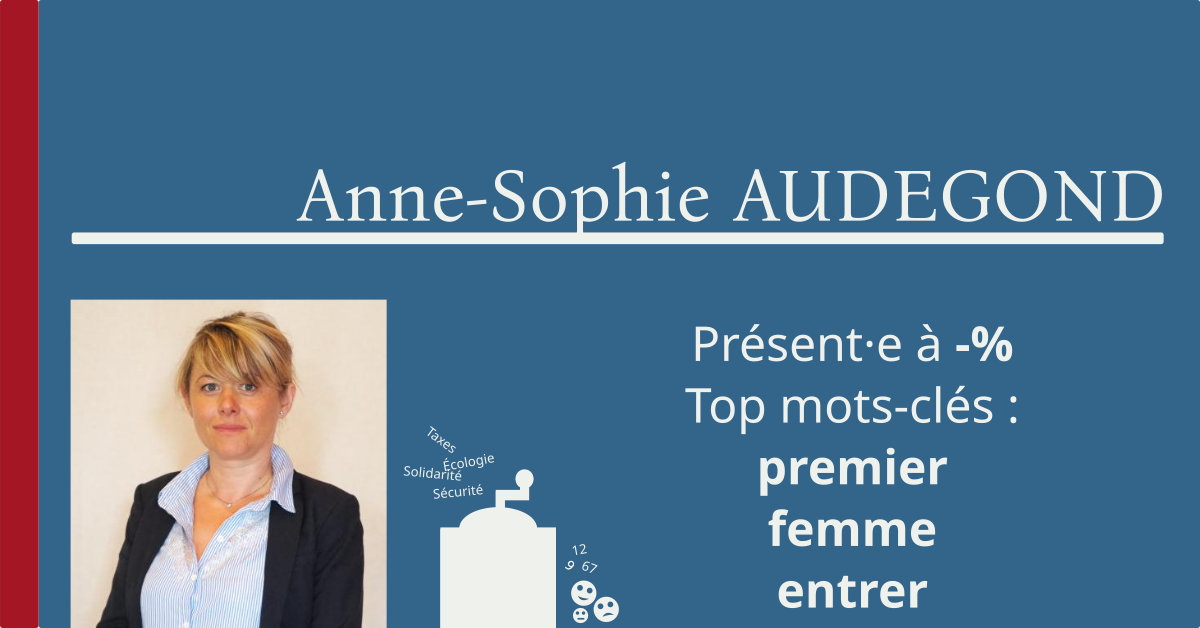 Anne-Sophie AUDEGOND
Présent·e à -%
Top mots-clés :
premier
femme
entrer
Taxes
Écologie
Solidarité
Sécurité
12
9 67